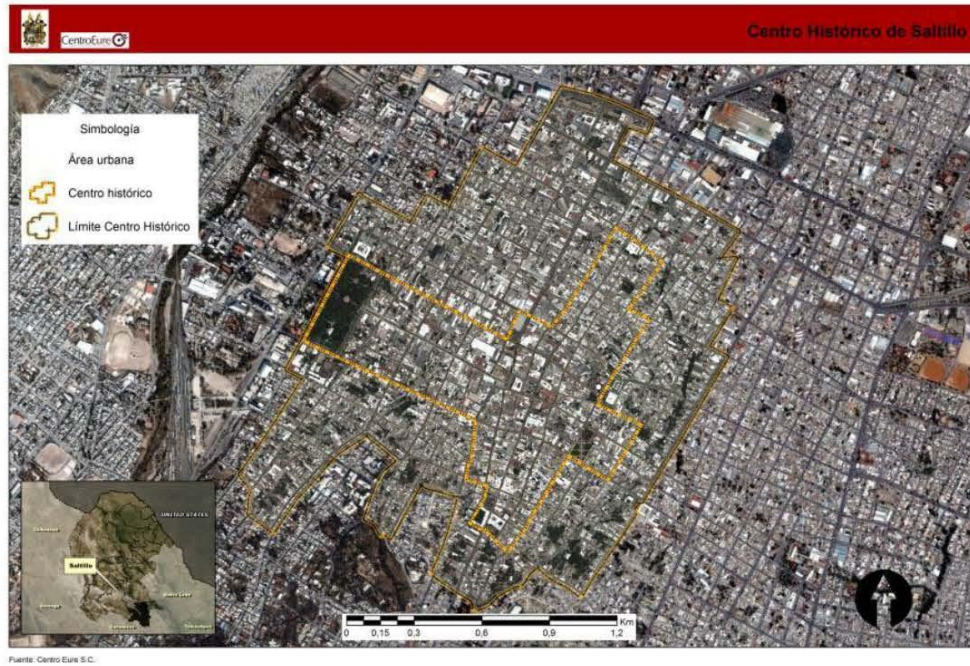 CentroEure
Centro Histórico de Saltillo
Simbología
Área urbana
Centro histórico
Límite Centro Histórico
UNITED STATES
Saltillo
Km
0 0,15 0,3 0,6 0,9 1,2
Fuente: Centro Eure S.C.